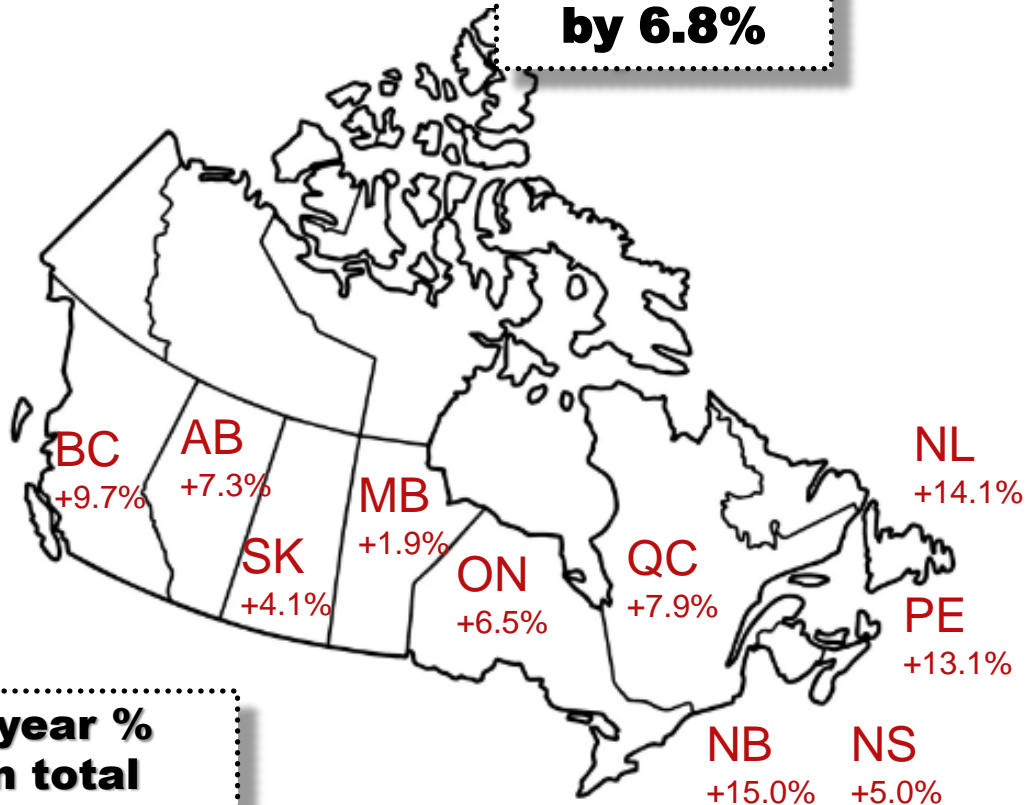 by 6.8%
BC
+9.7%
AB
+7.3%
SK
+4.1%
MB
+1.9%
ON
+6.5%
QC
+7.9%
NL
+14.1%
PE
+13.1%
NB
+15.0%
NS
+5.0%
year %
total